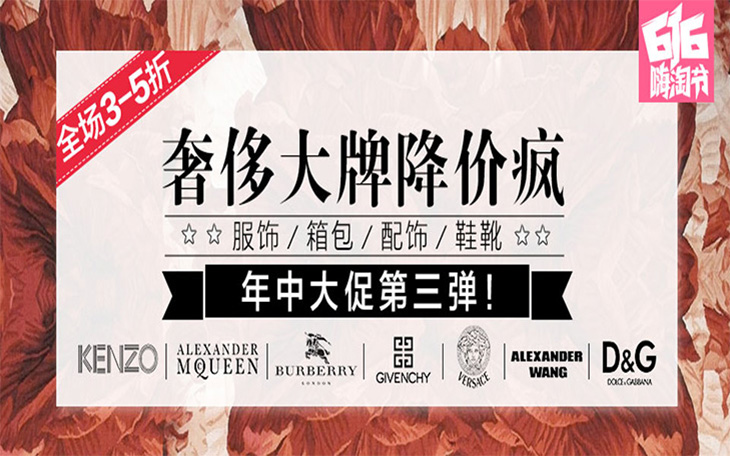 616
嗨淘节
全场3-5折
奢侈大牌降价疯
服饰/箱包/配饰/鞋靴
年中大促第三弹!
KENZO
ALEXANDER
MCQUEEN
BURBERRY
LONDON
GIVENCHY
VERSACE
ALEXANDER
WANG
D&G
DOLCE&GABBANA